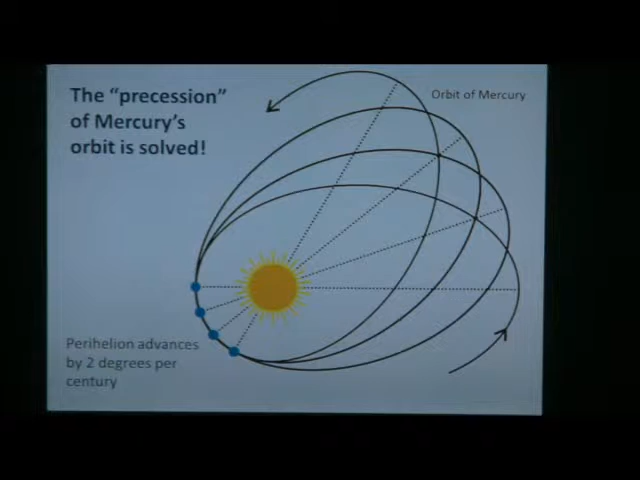 The “precession”
of Mercury’s
orbit is solved!
Orbit of Mercury
Perihelion advances
by 2 degrees per
century